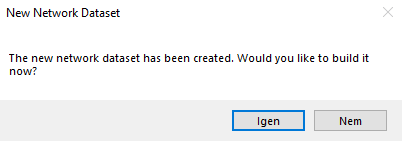 New Network Dataset
The new network dataset has been created. Would you like to build it
now?
Igen
Nem